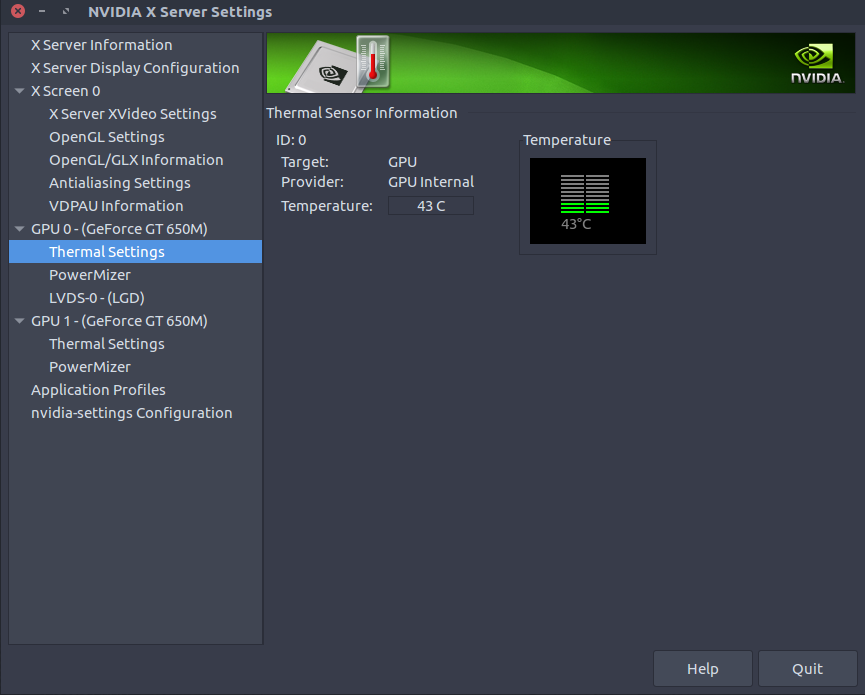 NVIDIA X Server Settings
X Server Information
X Server Display Configuration
X Screen 0
X Server XVideo Settings
OpenGL Settings
OpenGL/GLX Information
Antialiasing Settings
VDPAU Information
GPU 0 - (GeForce GT 650M)
Thermal Settings
PowerMizer
LVDS-0 - (LGD)
GPU 1 - (GeForce GT 650M)
Thermal Settings
PowerMizer
Application Profiles
nvidia-settings Configuration
NVIDIA.
Thermal Sensor Information
ID: 0
Target: GPU
Provider: GPU Internal
Temperature: 43 C
Temperature
43°C
Help
Quit